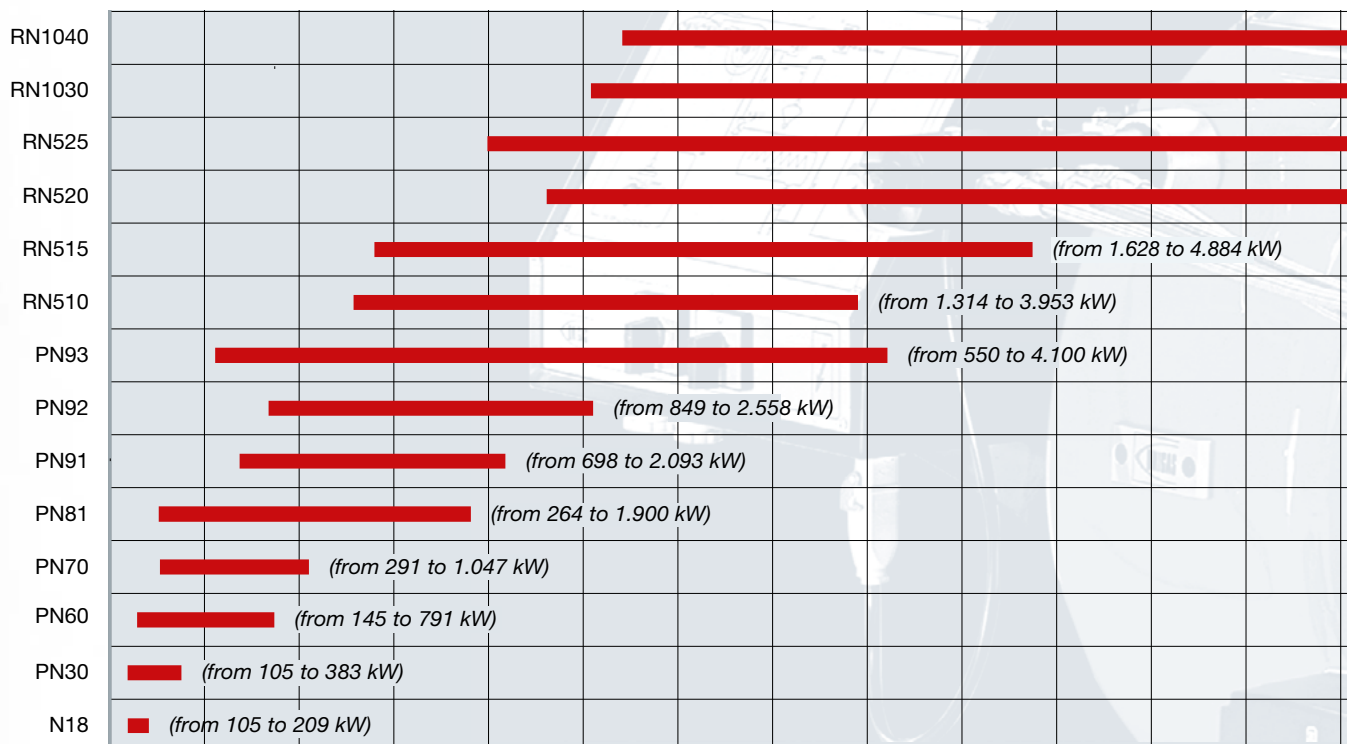 RN1040
RN1030
RN525
RN520
RN515 (from 1.628 to 4.884 kW)
RN510 (from 1.314 to 3.953 kW)
PN93 (from 550 to 4.100 kW)
PN92 (from 849 to 2.558 kW)
PN91 (from 698 to 2.093 kW)
PN81 (from 264 to 1.900 kW)
PN70 (from 291 to 1.047 kW)
PN60 (from 145 to 791 kW)
PN30 (from 105 to 383 kW)
N18 (from 105 to 209 kW)